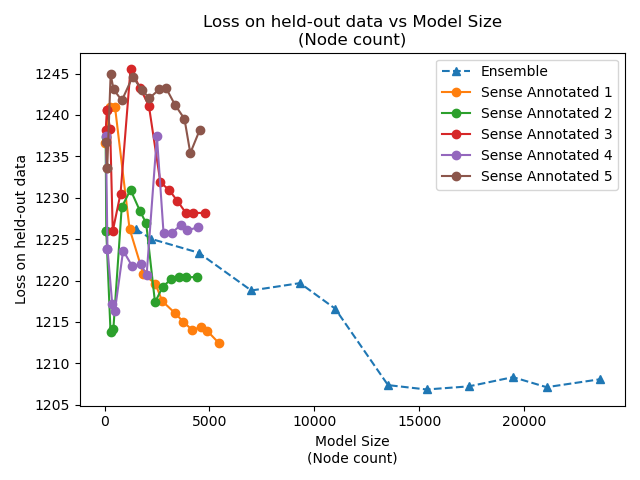 Loss on held-out data vs Model Size
(Node count)
Loss on held-out data
1245
1240
1235
1230
1225
1220
1215
1210
1205
Ensemble
Sense Annotated 1
Sense Annotated 2
Sense Annotated 3
Sense Annotated 4
Sense Annotated 5
0 5000 10000 15000 20000
Model Size
(Node count)